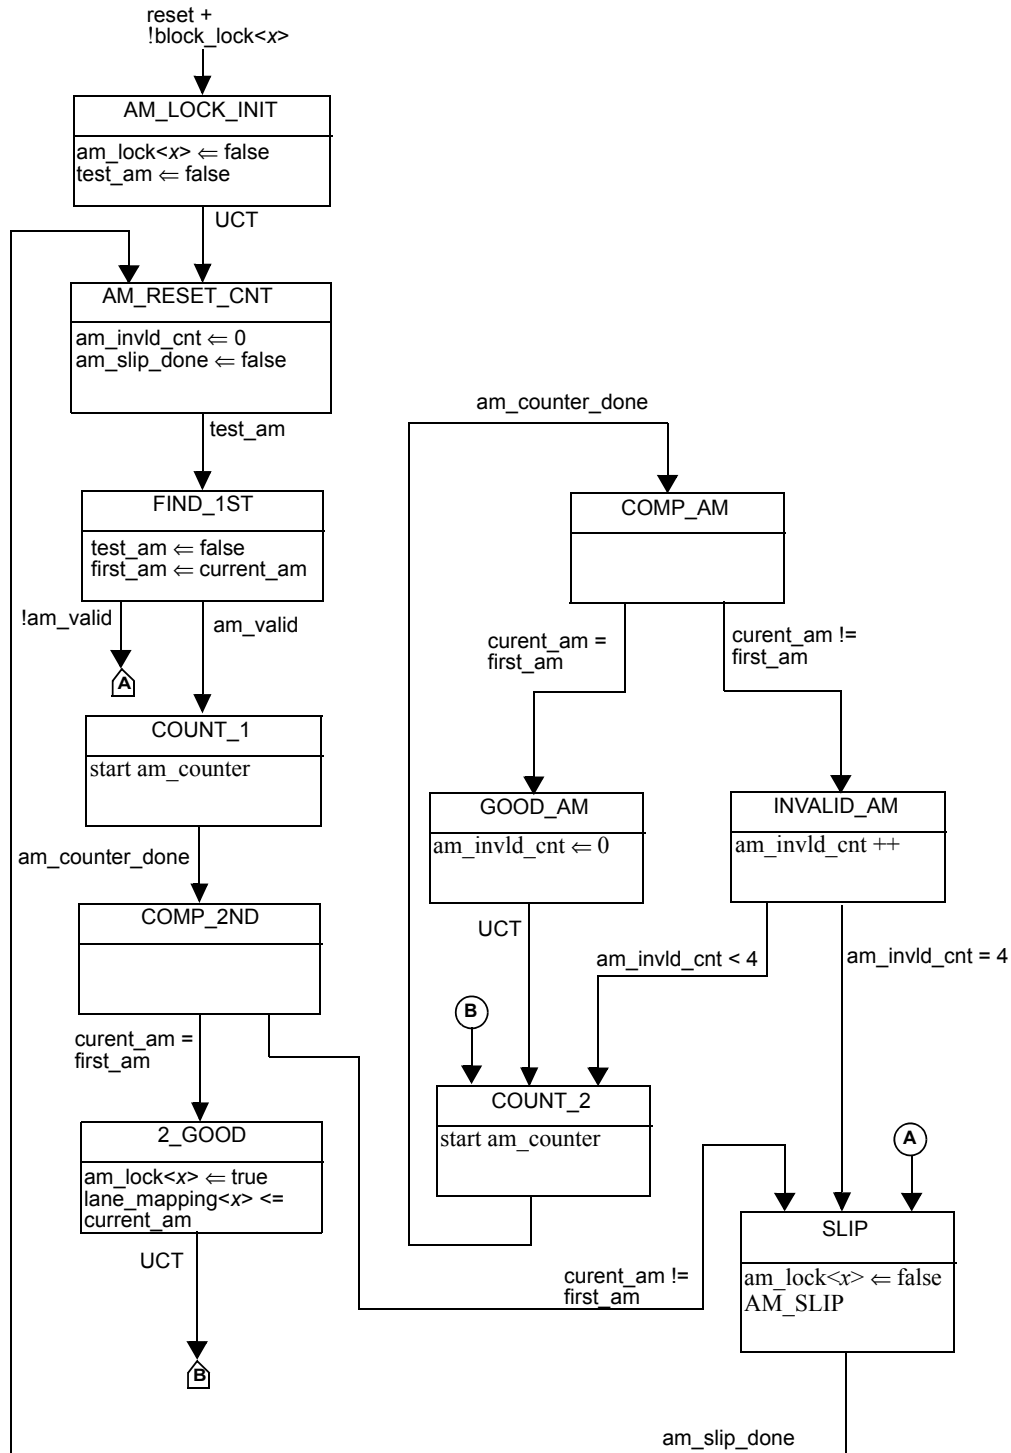 reset +
!block_lock<x>
AM_LOCK_INIT
am_lock<x> ⇐ false
test_am ⇐ false
UCT
AM_RESET_CNT
am_invld_cnt ⇐ 0
am_slip_done ⇐ false
test_am
FIND_1ST
test_am ⇐ false
first_am ⇐ current_am
!am_valid
am_valid
A
COUNT_1
start am_counter
am_counter_done
COMP_2ND
curent_am =
first_am
2_GOOD
am_lock<x> ⇐ true
lane_mapping<x> <=
current_am
UCT
B
am_counter_done
COMP_AM
curent_am =
first_am
curent_am !=
first_am
GOOD_AM
am_invld_cnt ⇐ 0
INVALID_AM
am_invld_cnt ++
UCT
am_invld_cnt < 4
am_invld_cnt = 4
B
COUNT_2
start am_counter
A
curent_am !=
first_am
SLIP
am_lock<x> ⇐ false
AM_SLIP
am_slip_done